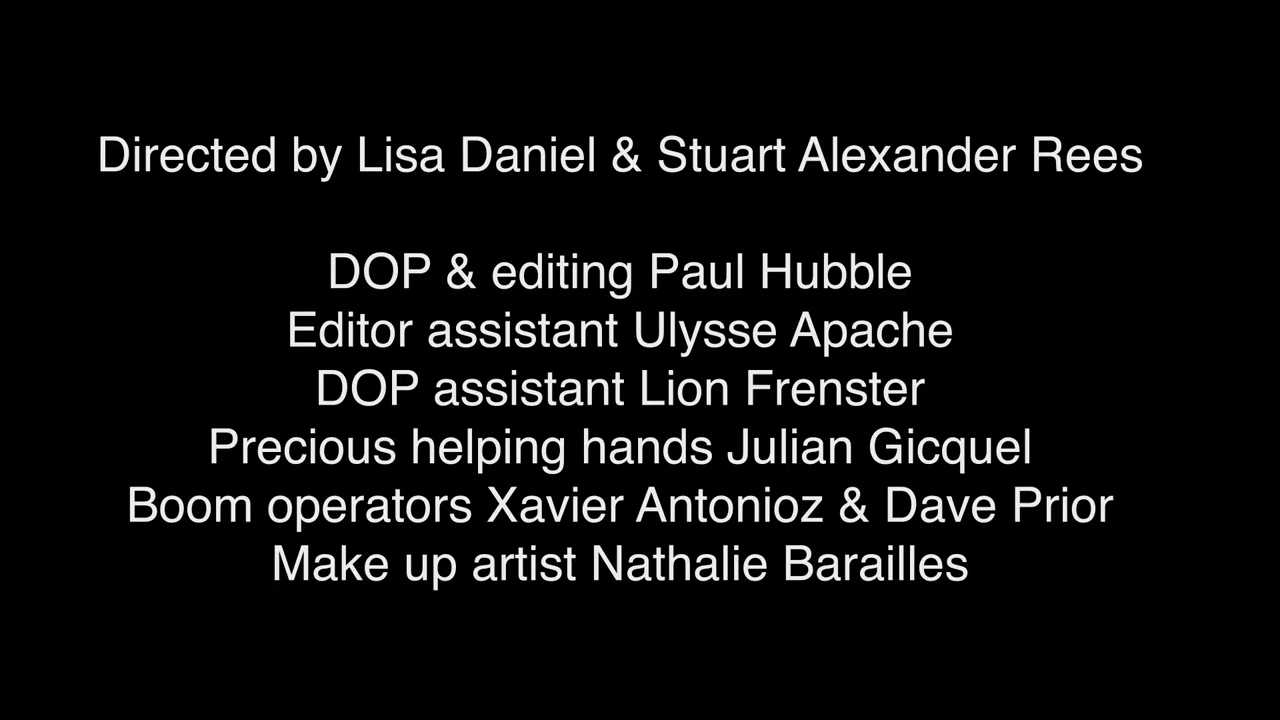 Directed by Lisa Daniel & Stuart Alexander Rees
DOP & editing Paul Hubble
Editor assistant Ulysse Apache
DOP assistant Lion Frenster
Precious helping hands Julian Gicquel
Boom operators Xavier Antonioz & Dave Prior
Make up artist Nathalie Barailles